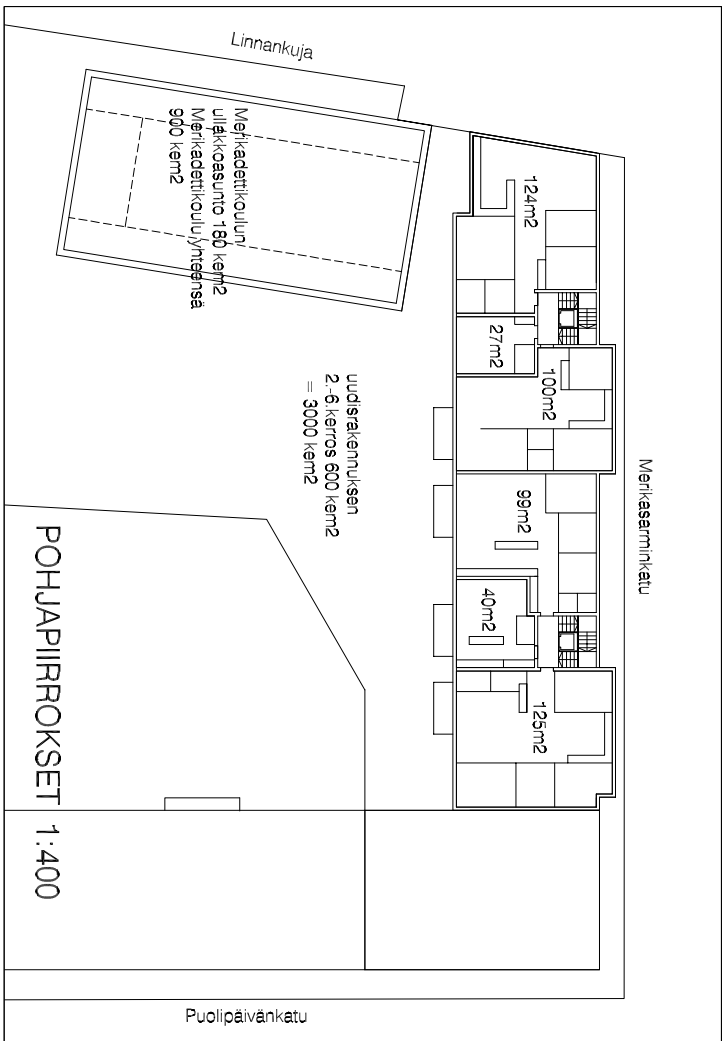 Linnankuja
Merikadettikoulun
ullakkoasunto 180 kem2
Merikadettikoulu yhteensä
900 kem2
124m2
27m2
100m2
uudisrakennuksen
2.-6.kerros 600 kem2
= 3000 kem2
Merikasarminkatu
99m2
40m2
125m2
POHJAPIIRROKSET 1:400
Puolipäivänkatu